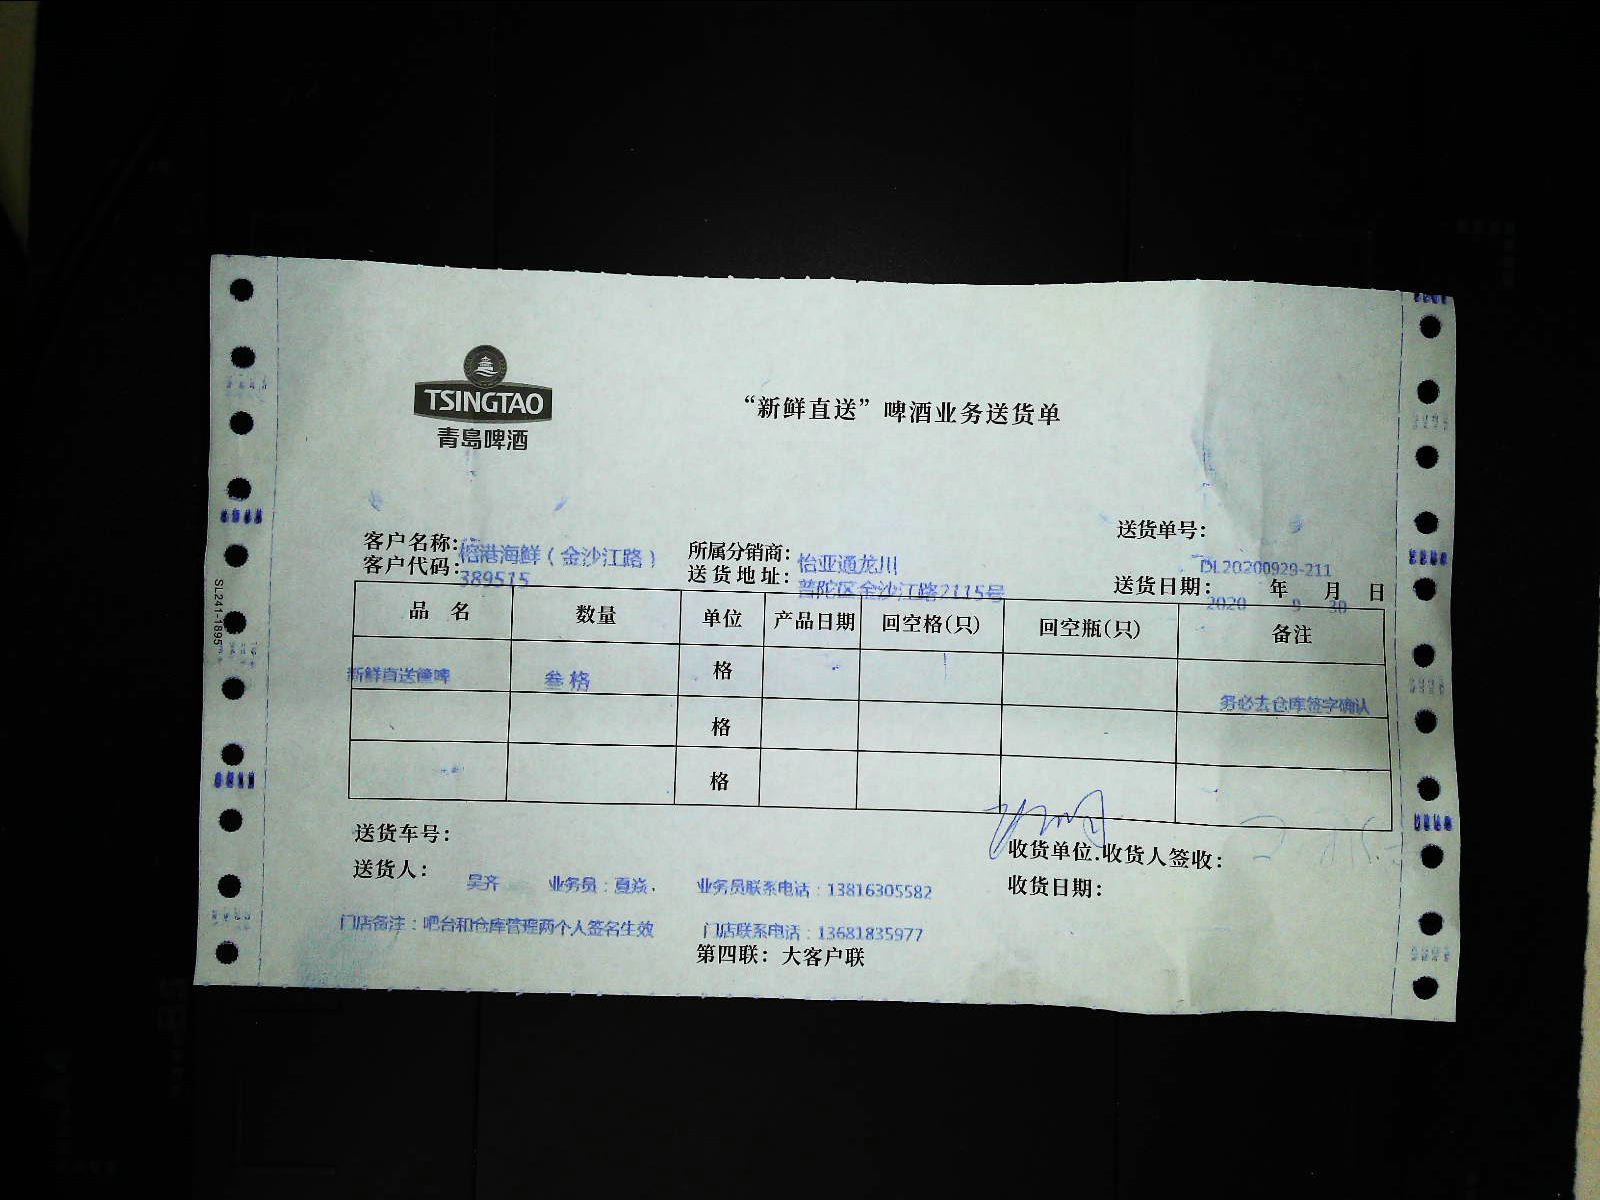 TSINGTAO
青岛啤酒
“新鲜直送”啤酒业务送货单
送货单号：DL20200929-211
客户名称：榕港海鲜（金沙江路） 所属分销商：怡亚通龙川
客户代码：389515 送货地址：普陀区金沙江路2115号 送货日期：2020 年 9 月 30 日
品 名 数量 单位 产品日期 回空格(只) 回空瓶(只) 备注
新鲜直送 叁格 格 务必去仓库签字确认
格
格
送货车号：
收货单位.收货人签收：
送货人：吴齐 业务员：夏焱. 业务员联系电话：13816305582 收货日期：
门店备注：吧台和仓库管理两个人签名生效 门店联系电话：13681835977
第四联：大客户联
SL241-1895